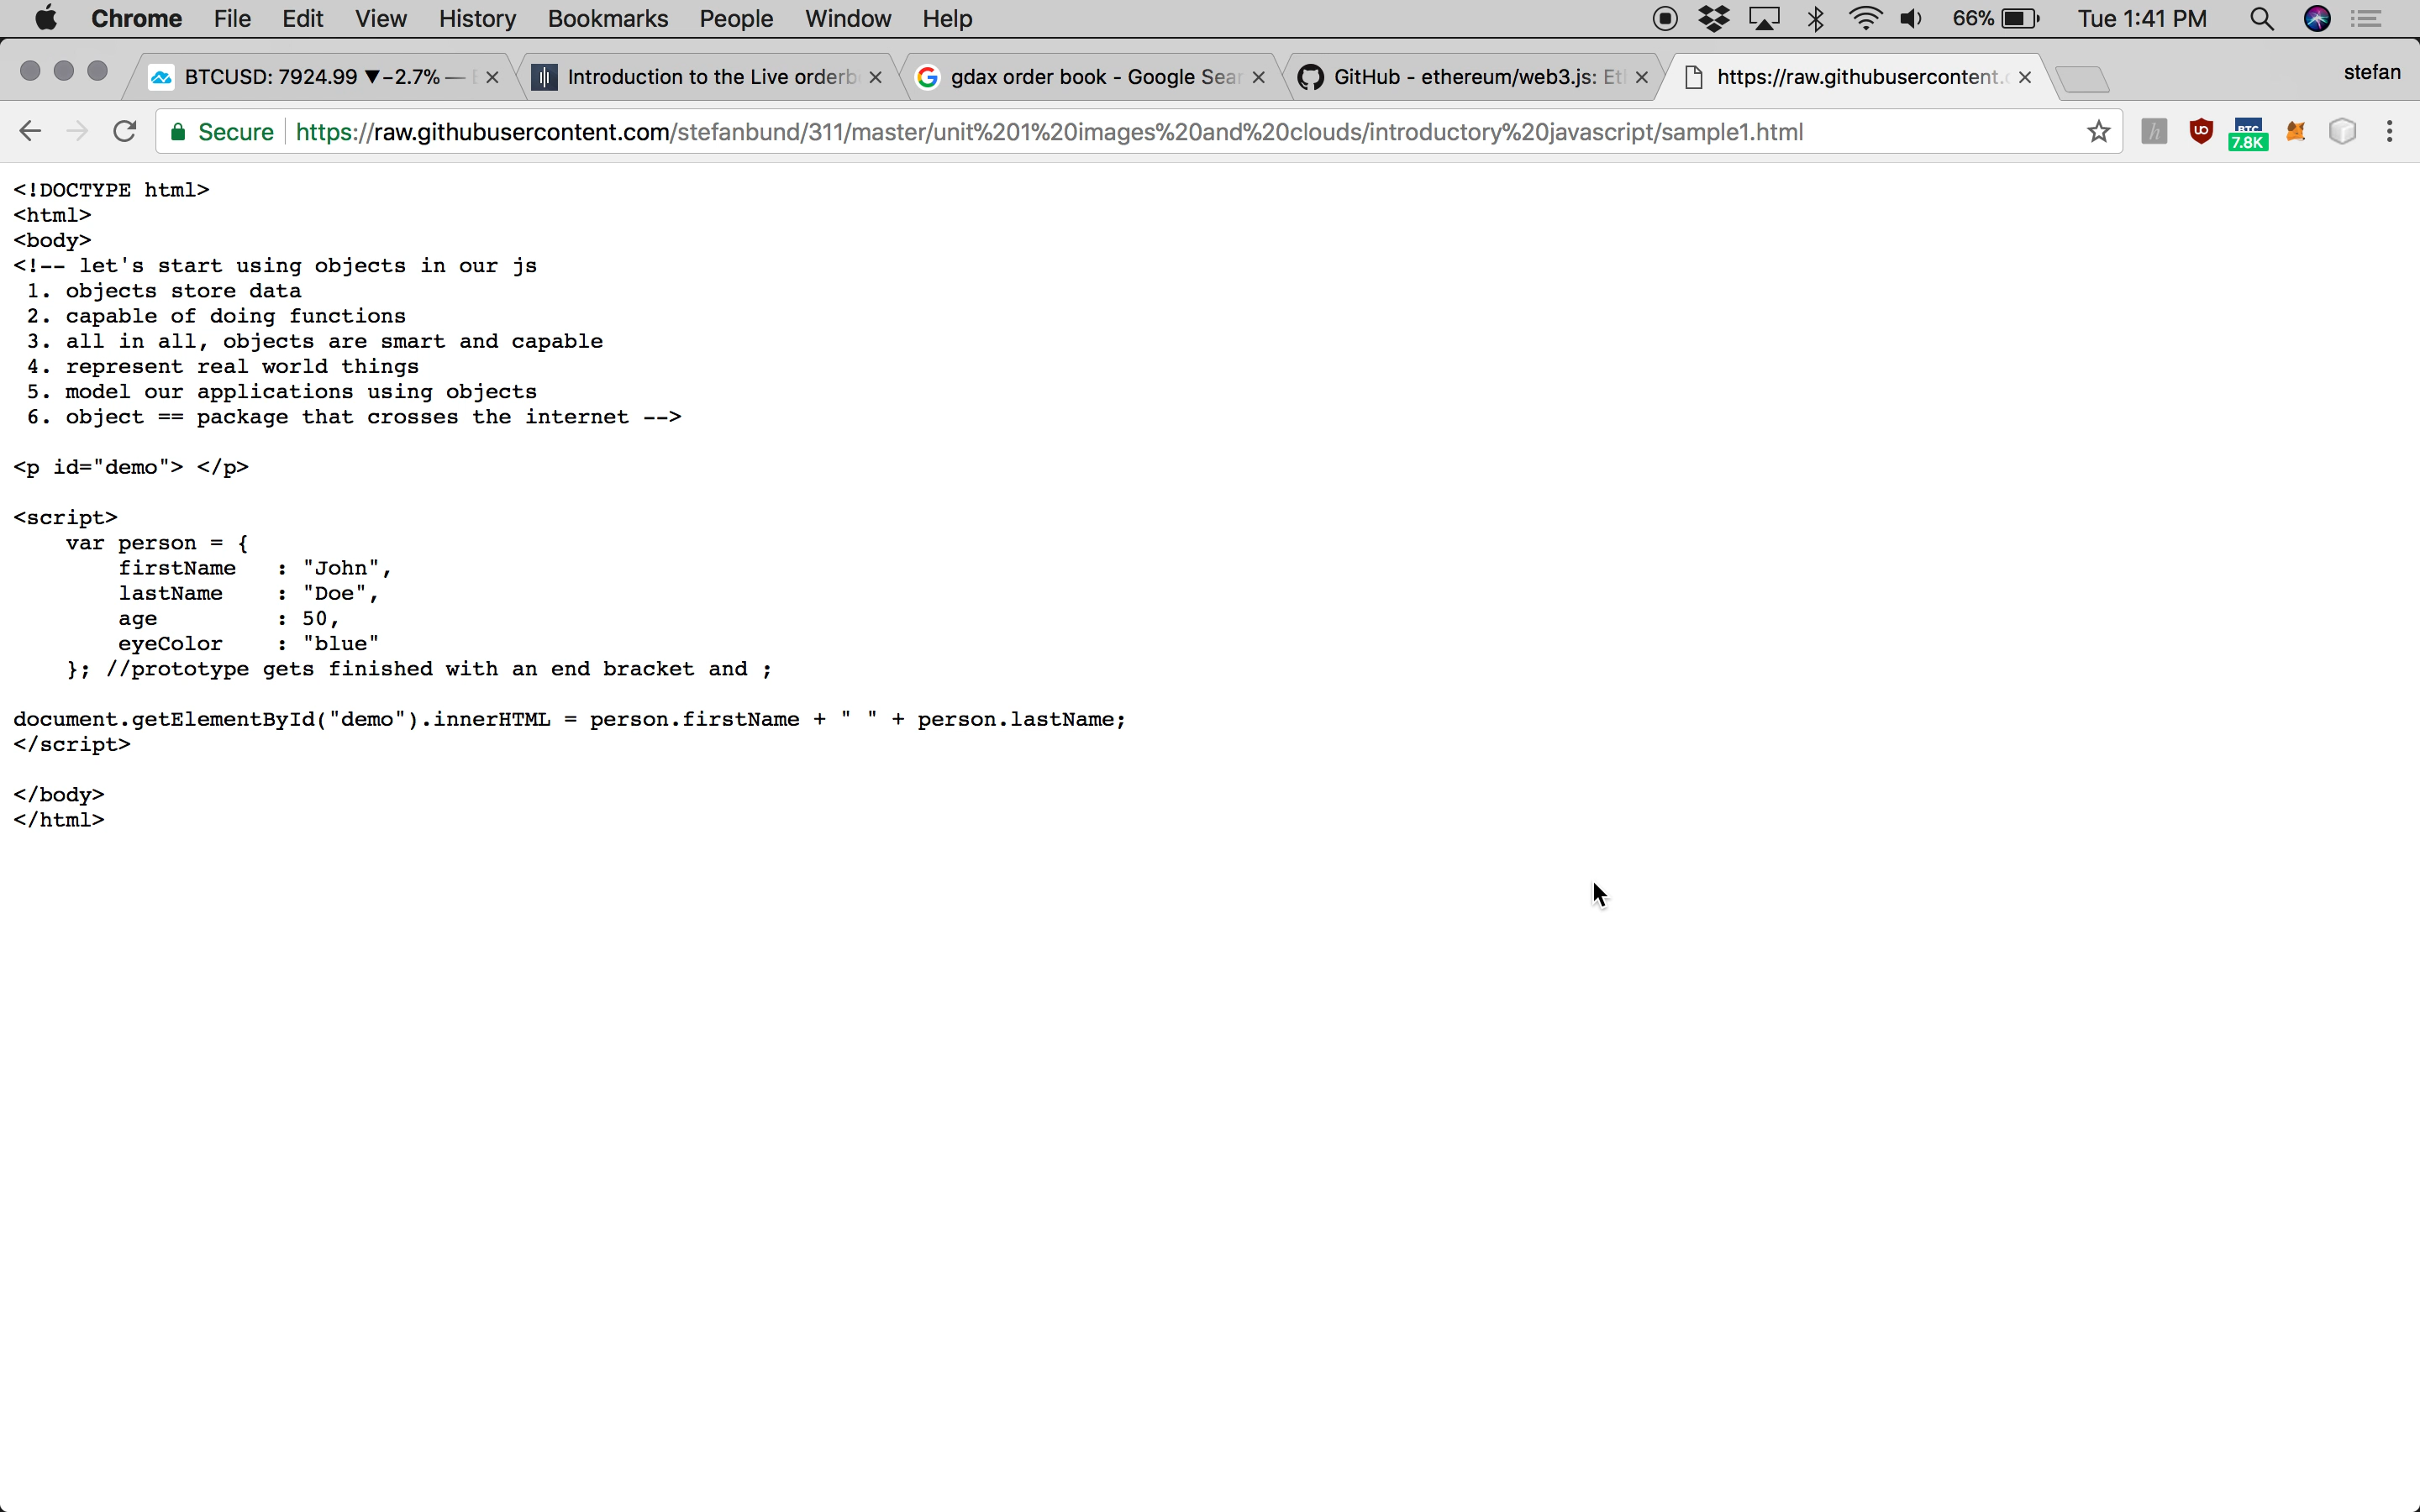 Chrome File Edit View History Bookmarks People Window Help 66% Tue 1:41 PM
BTCUSD: 7924.99 ▼−2.7% — Introduction to the Live orderb gdax order book - Google Sear GitHub - ethereum/web3.js: Et https://raw.githubusercontent.c stefan
Secure https://raw.githubusercontent.com/stefanbund/311/master/unit%201%20images%20and%20clouds/introductory%20javascript/sample1.html h BTC 7.8K
<!DOCTYPE html>
<html>
<body>
<!-- let's start using objects in our js
 1. objects store data
 2. capable of doing functions
 3. all in all, objects are smart and capable
 4. represent real world things
 5. model our applications using objects
 6. object == package that crosses the internet -->
<p id="demo"> </p>
<script>
    var person = {
        firstName   : "John",
        lastName    : "Doe",
        age         : 50,
        eyeColor    : "blue"
    }; //prototype gets finished with an end bracket and ;
document.getElementById("demo").innerHTML = person.firstName + " " + person.lastName;
</script>
</body>
</html>